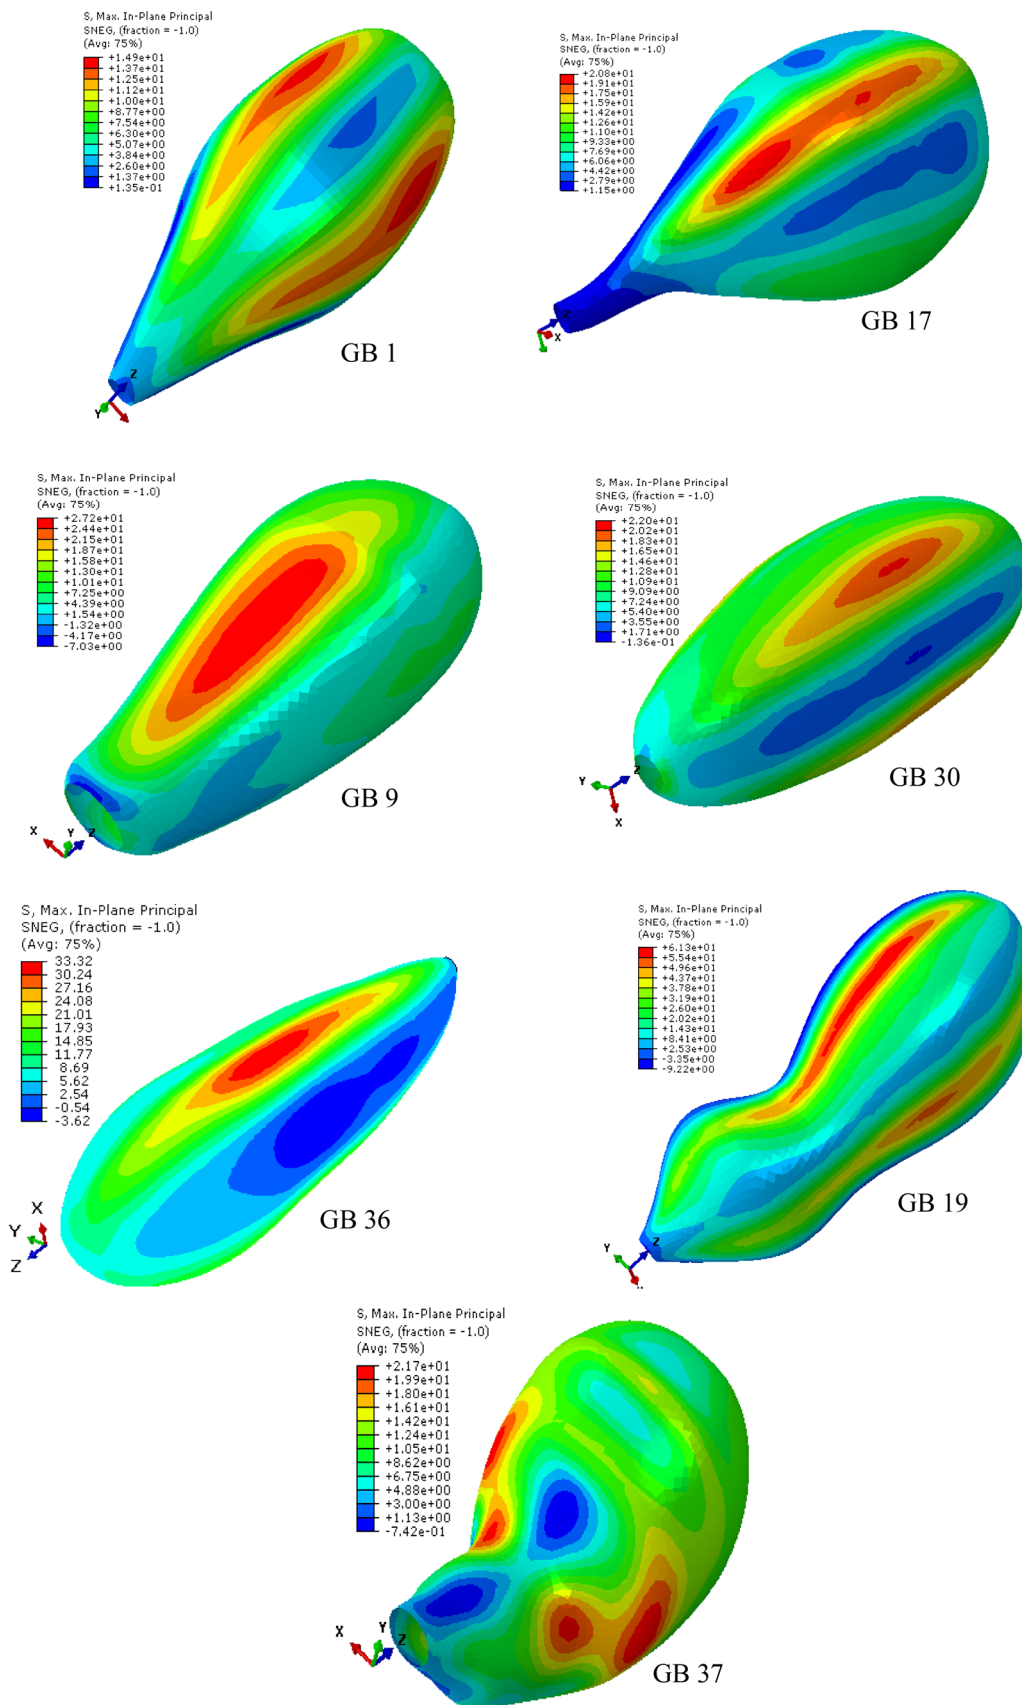 S, Max. In-Plane Principal
SNEG, (fraction = -1.0)
(Avg: 75%)
+1.49e+01
+1.37e+01
+1.25e+01
+1.12e+01
+1.00e+01
+8.77e+00
+7.54e+00
+6.30e+00
+5.07e+00
+3.84e+00
+2.60e+00
+1.37e+00
+1.35e-01
Z
Y
GB 1
S, Max. In-Plane Principal
SNEG, (fraction = -1.0)
(Avg: 75%)
+2.08e+01
+1.91e+01
+1.75e+01
+1.59e+01
+1.42e+01
+1.26e+01
+1.10e+01
+9.33e+00
+7.69e+00
+6.06e+00
+4.42e+00
+2.79e+00
+1.15e+00
Z
X
GB 17
S, Max. In-Plane Principal
SNEG, (fraction = -1.0)
(Avg: 75%)
+2.72e+01
+2.44e+01
+2.15e+01
+1.87e+01
+1.58e+01
+1.30e+01
+1.01e+01
+7.25e+00
+4.39e+00
+1.54e+00
-1.32e+00
-4.17e+00
-7.03e+00
X Y Z
GB 9
S, Max. In-Plane Principal
SNEG, (fraction = -1.0)
(Avg: 75%)
+2.20e+01
+2.02e+01
+1.83e+01
+1.65e+01
+1.46e+01
+1.28e+01
+1.09e+01
+9.09e+00
+7.24e+00
+5.40e+00
+3.55e+00
+1.71e+00
-1.36e-01
Z
Y
X
GB 30
S, Max. In-Plane Principal
SNEG, (fraction = -1.0)
(Avg: 75%)
33.32
30.24
27.16
24.08
21.01
17.93
14.85
11.77
8.69
5.62
2.54
-0.54
-3.62
X
Y
Z
GB 36
S, Max. In-Plane Principal
SNEG, (fraction = -1.0)
(Avg: 75%)
+6.13e+01
+5.54e+01
+4.96e+01
+4.37e+01
+3.78e+01
+3.19e+01
+2.60e+01
+2.02e+01
+1.43e+01
+8.41e+00
+2.53e+00
-3.35e+00
-9.22e+00
Y Z
GB 19
S, Max. In-Plane Principal
SNEG, (fraction = -1.0)
(Avg: 75%)
+2.17e+01
+1.99e+01
+1.80e+01
+1.61e+01
+1.42e+01
+1.24e+01
+1.05e+01
+8.62e+00
+6.75e+00
+4.88e+00
+3.00e+00
+1.13e+00
-7.42e-01
X Y Z
GB 37